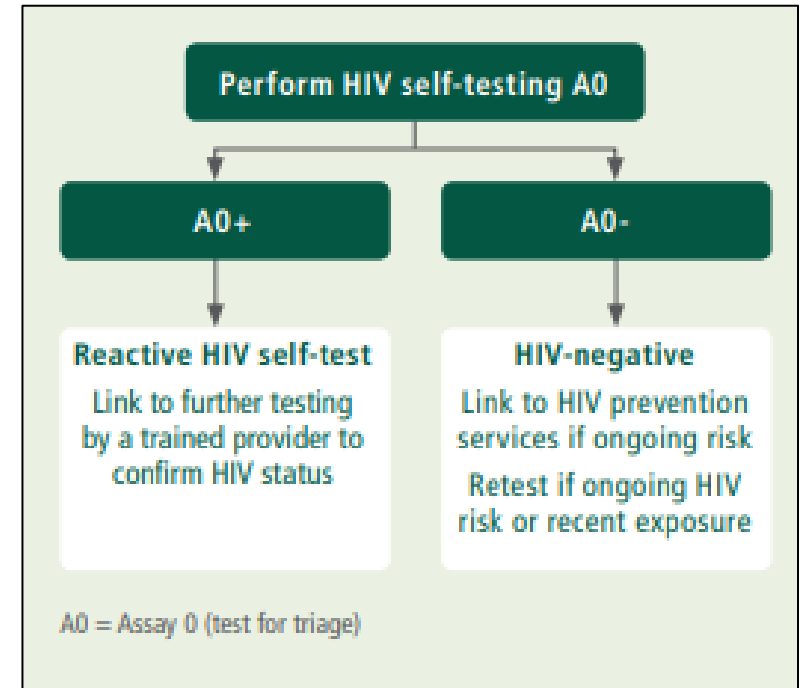 Perform HIV self-testing A0
A0+
A0-
Reactive HIV self-test
Link to further testing
by a trained provider to
confirm HIV status
HIV-negative
Link to HIV prevention
services if ongoing risk
Retest if ongoing HIV
risk or recent exposure
A0 = Assay 0 (test for triage)